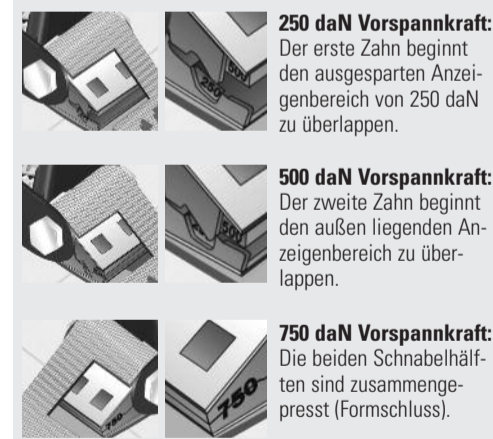 250 daN Vorspannkraft:
Der erste Zahn beginnt
den ausgesparten Anzei-
genbereich von 250 daN
zu überlappen.
250
500
500 daN Vorspannkraft:
Der zweite Zahn beginnt
den außen liegenden An-
zeigenbereich zu über-
lappen.
500
750 daN Vorspannkraft:
Die beiden Schnabelhälf-
ten sind zusammenge-
presst (Formschluss).
750
750